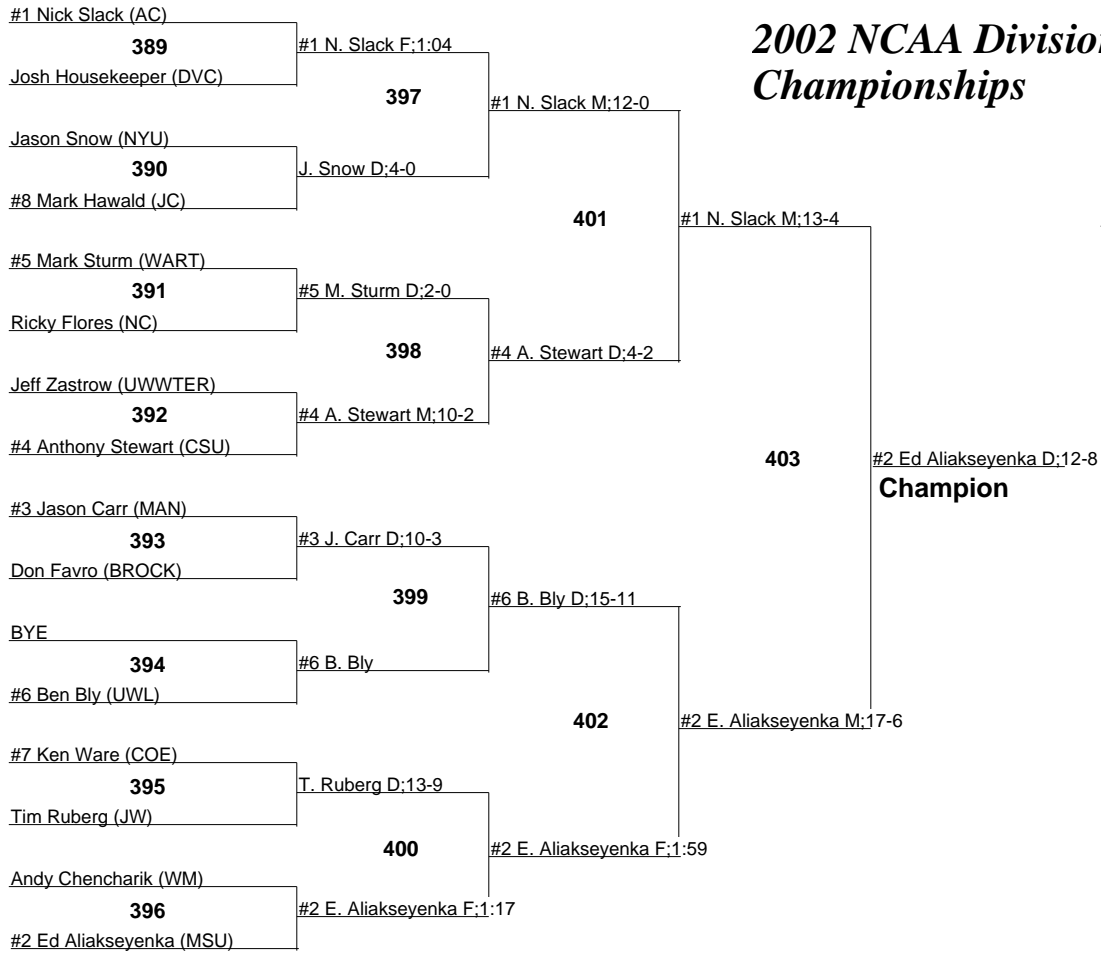 #1 Nick Slack (AC)
389
Josh Housekeeper (DVC)
#1 N. Slack F;1:04
397
Jason Snow (NYU)
390
#8 Mark Hawald (JC)
J. Snow D;4-0
#1 N. Slack M;12-0
2002 NCAA Division
Championships
401
#5 Mark Sturm (WART)
391
Ricky Flores (NC)
#5 M. Sturm D;2-0
398
Jeff Zastrow (UWWTER)
392
#4 Anthony Stewart (CSU)
#4 A. Stewart M;10-2
#4 A. Stewart D;4-2
#1 N. Slack M;13-4
403
#2 Ed Aliakseyenka D;12-8
Champion
#3 Jason Carr (MAN)
393
Don Favro (BROCK)
#3 J. Carr D;10-3
399
BYE
394
#6 Ben Bly (UWL)
#6 B. Bly
#6 B. Bly D;15-11
402
#2 E. Aliakseyenka M;17-6
#7 Ken Ware (COE)
395
Tim Ruberg (JW)
T. Ruberg D;13-9
400
Andy Chencharik (WM)
396
#2 Ed Aliakseyenka (MSU)
#2 E. Aliakseyenka F;1:17
#2 E. Aliakseyenka F;1:59